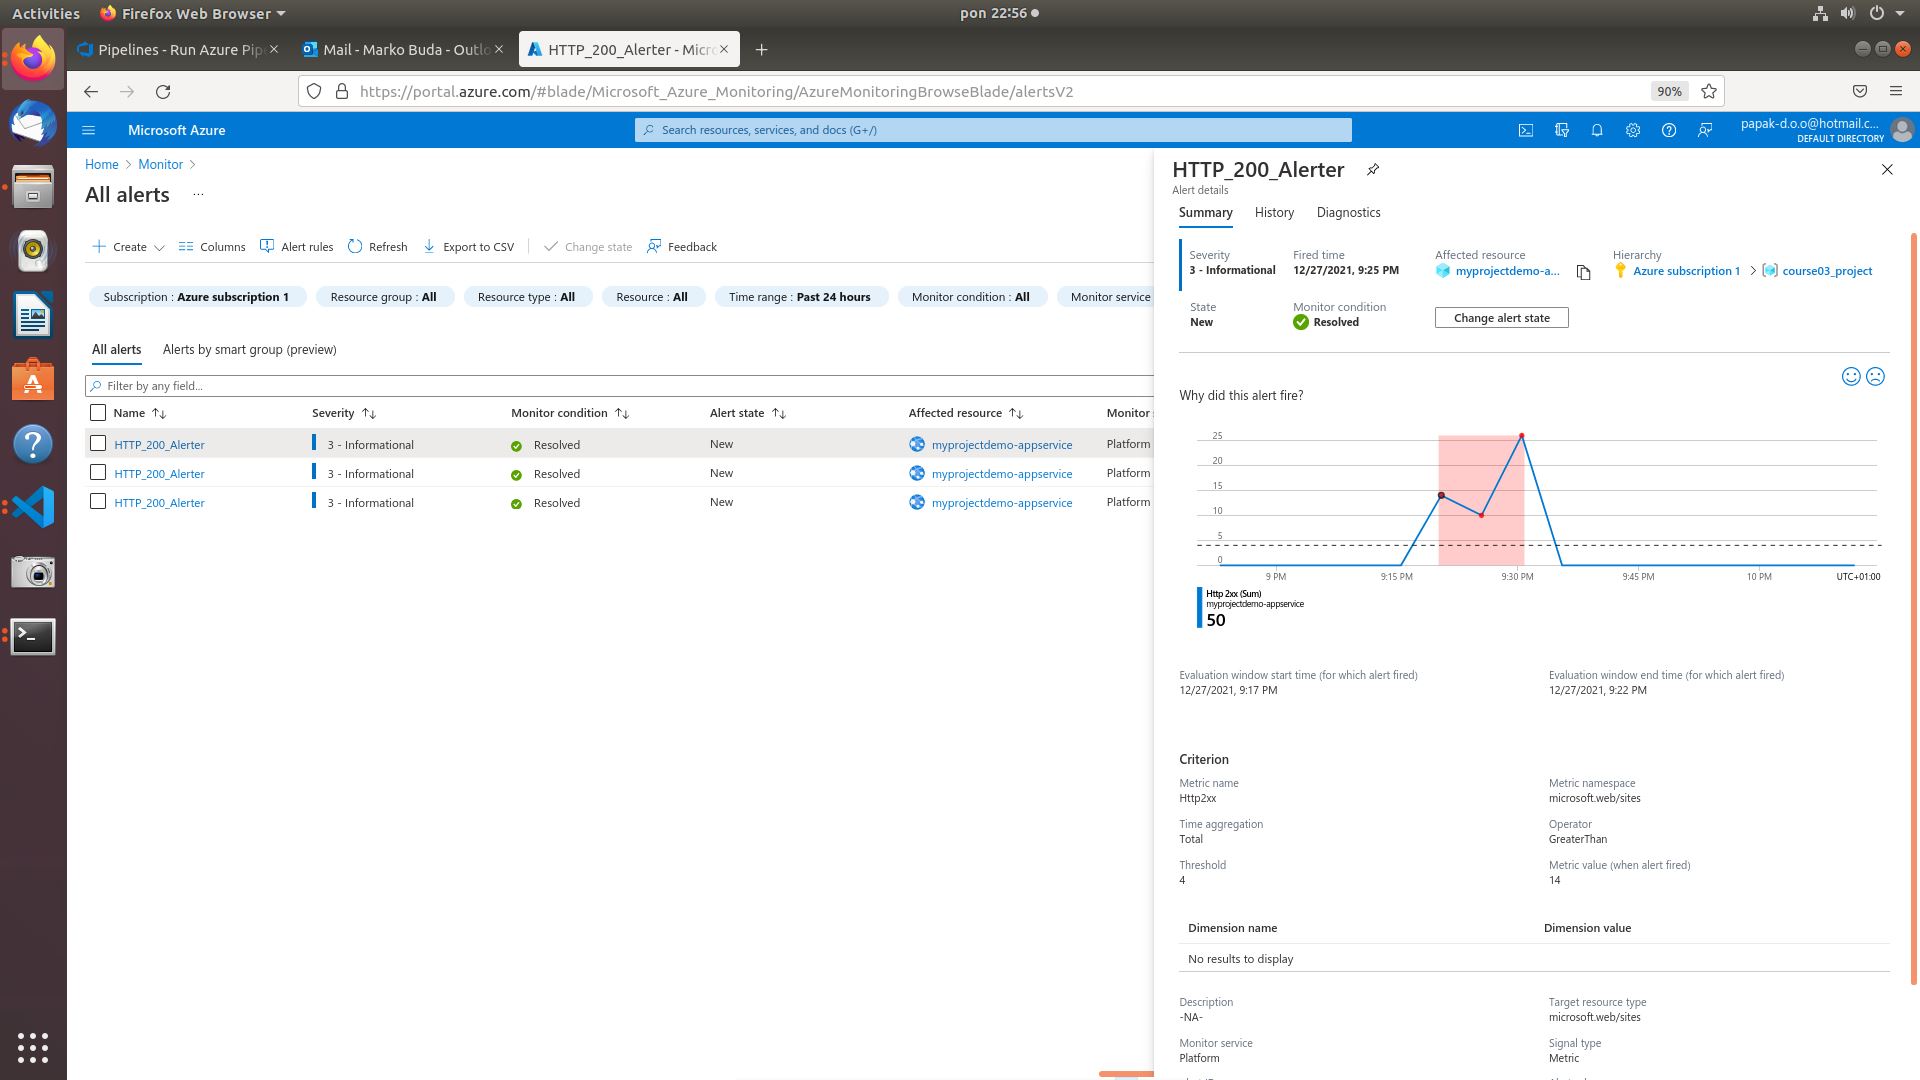 Activities
Firefox Web Browser
pon 22:56
Pipelines - Run Azure Pip
Mail - Marko Buda - Outlo
HTTP_200_Alerter - Micro
https://portal.azure.com/#blade/Microsoft_Azure_Monitoring/AzureMonitoringBrowseBlade/alertsV2
90%
Microsoft Azure
Search resources, services, and docs (G+/)
papak-d.o.o@hotmail.c...
DEFAULT DIRECTORY
Home > Monitor >
All alerts ...
Create
Columns
Alert rules
Refresh
Export to CSV
Change state
Feedback
Subscription : Azure subscription 1
Resource group : All
Resource type : All
Resource : All
Time range : Past 24 hours
Monitor condition : All
Monitor service
All alerts
Alerts by smart group (preview)
Filter by any field...
Name Severity Monitor condition Alert state Affected resource Monitor
HTTP_200_Alerter 3 - Informational Resolved New myprojectdemo-appservice Platform
HTTP_200_Alerter 3 - Informational Resolved New myprojectdemo-appservice Platform
HTTP_200_Alerter 3 - Informational Resolved New myprojectdemo-appservice Platform
HTTP_200_Alerter
Alert details
Summary History Diagnostics
Severity Fired time Affected resource Hierarchy
3 - Informational 12/27/2021, 9:25 PM myprojectdemo-a... Azure subscription 1 > course03_project
State Monitor condition
New Resolved Change alert state
Why did this alert fire?
25
20
15
10
5
0
9 PM 9:15 PM 9:30 PM 9:45 PM 10 PM UTC+01:00
Http 2xx (Sum)
myprojectdemo-appservice
50
Evaluation window start time (for which alert fired) Evaluation window end time (for which alert fired)
12/27/2021, 9:17 PM 12/27/2021, 9:22 PM
Criterion
Metric name Metric namespace
Http2xx microsoft.web/sites
Time aggregation Operator
Total GreaterThan
Threshold Metric value (when alert fired)
4 14
Dimension name Dimension value
No results to display
Description Target resource type
-NA- microsoft.web/sites
Monitor service Signal type
Platform Metric